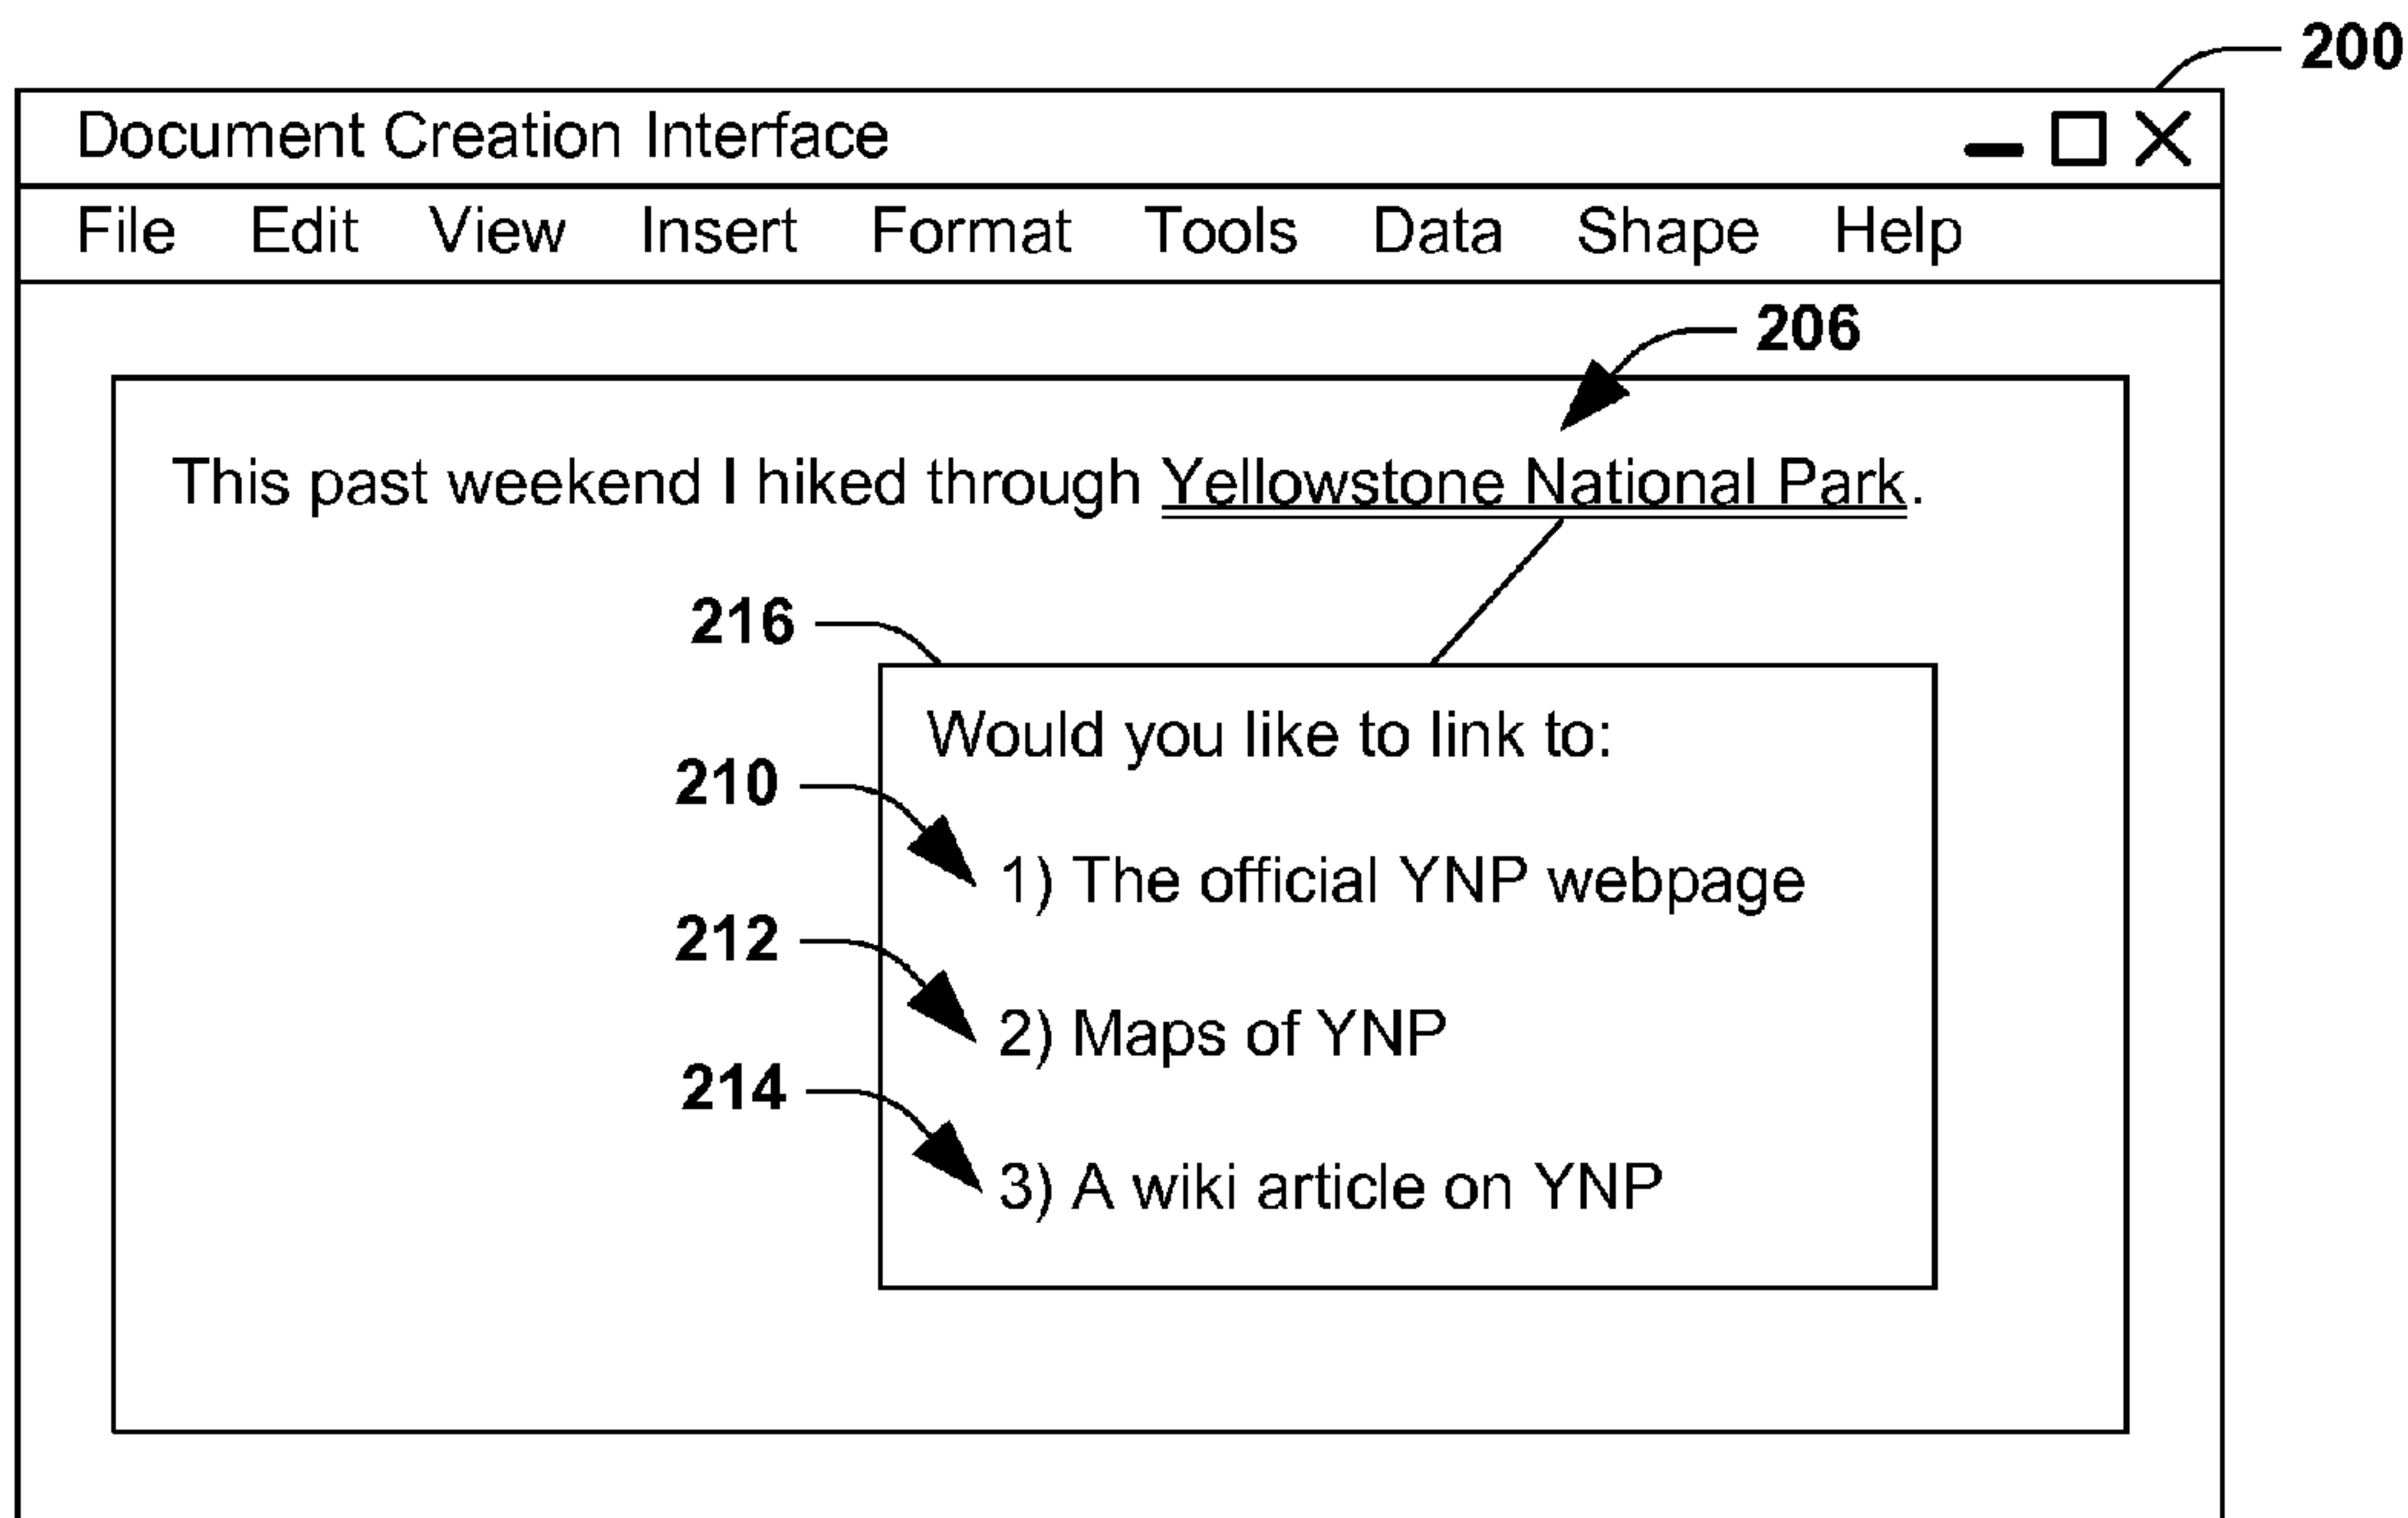 200
Document Creation Interface
File Edit View Insert Format Tools Data Shape Help
206
This past weekend I hiked through Yellowstone National Park.
216
Would you like to link to:
210
1) The official YNP webpage
212
2) Maps of YNP
214
3) A wiki article on YNP